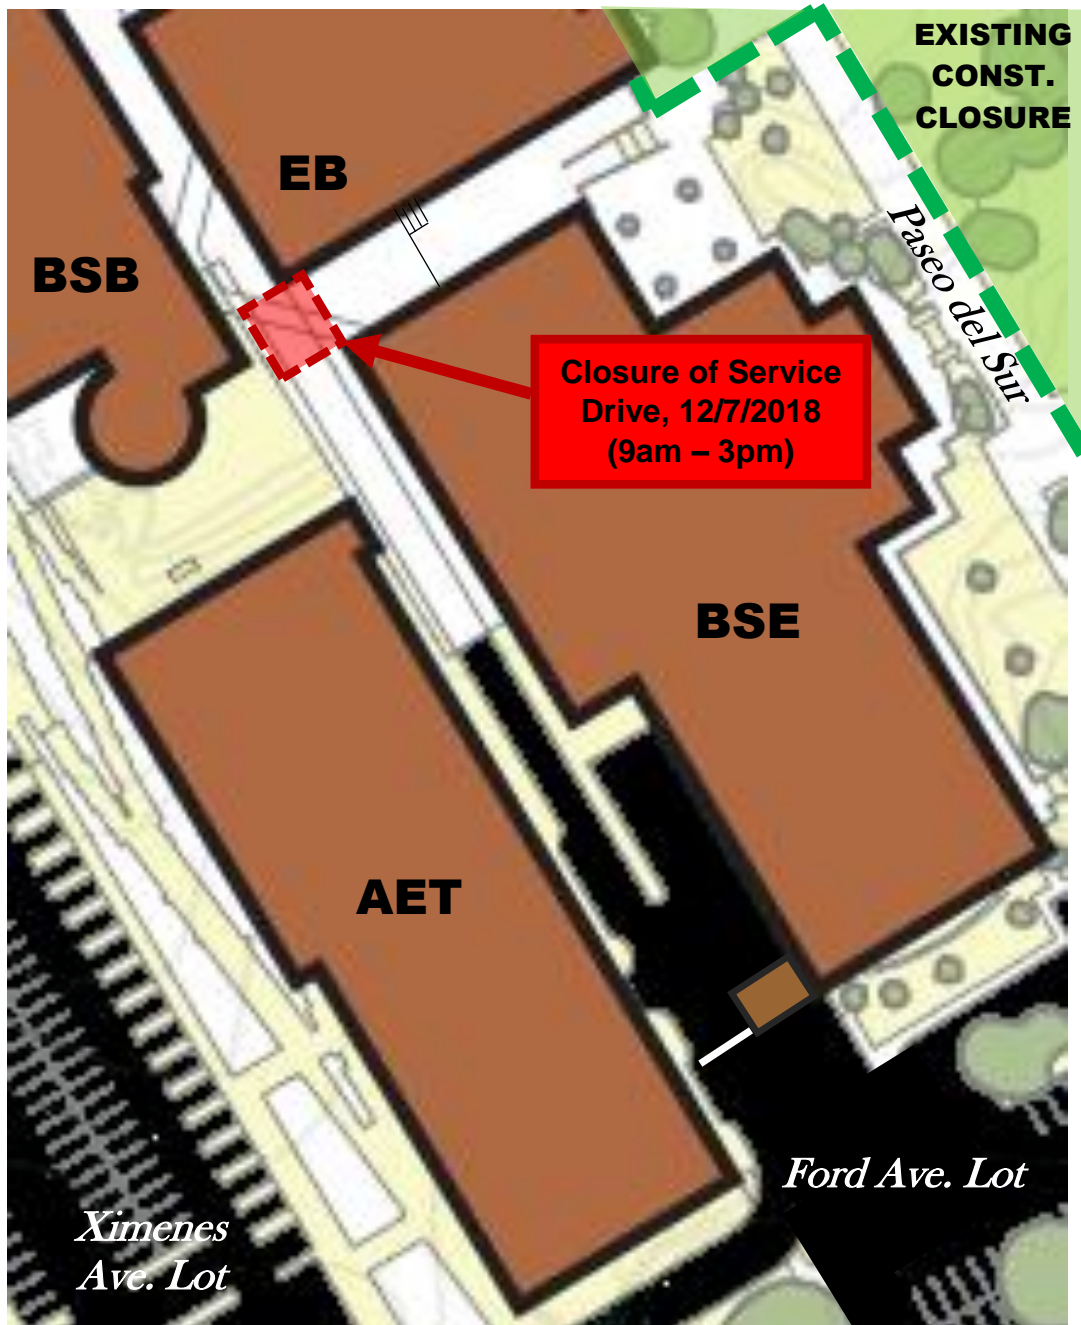 EXISTING
CONST.
CLOSURE
EB
BSB
Paseo del Sur
Closure of Service
Drive, 12/7/2018
(9am – 3pm)
BSE
AET
Ford Ave. Lot
Ximenes
Ave. Lot